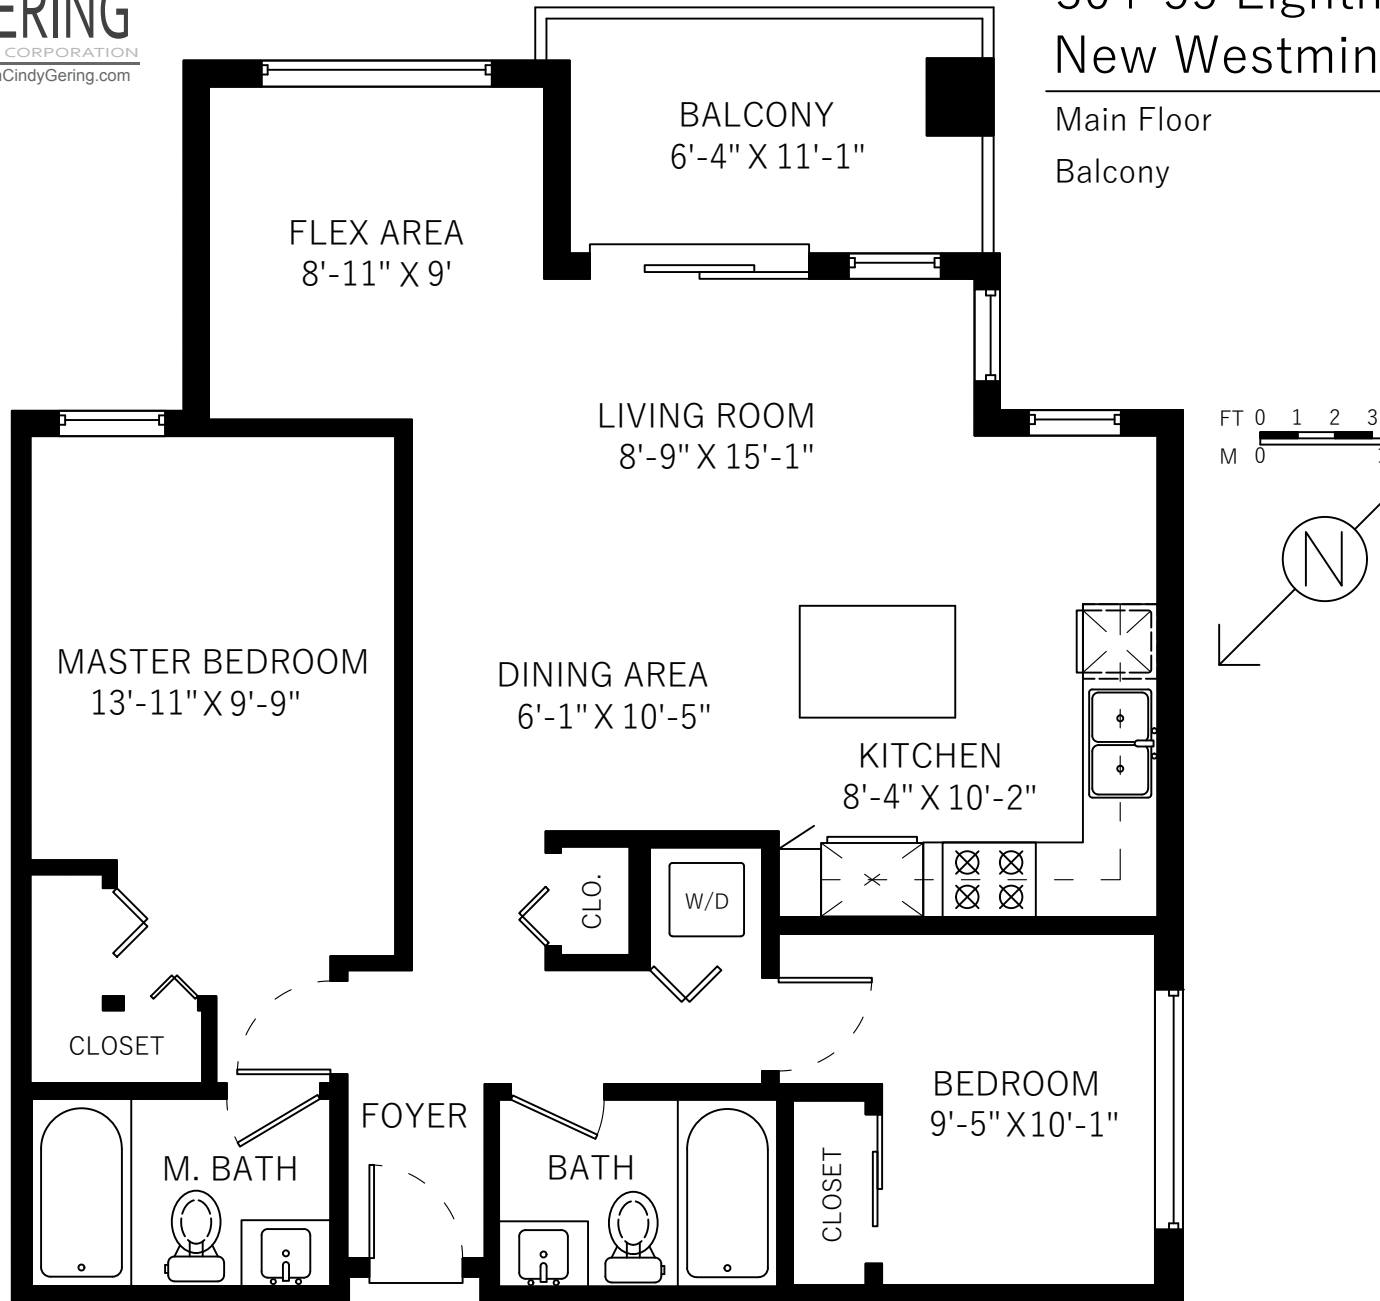 CORPORATION
CindyGering.com
New Westmin
Main Floor
Balcony
BALCONY
6'-4" X 11'-1"
FLEX AREA
8'-11" X 9'
LIVING ROOM
8'-9" X 15'-1"
FT 0 1 2 3
M 0
N
MASTER BEDROOM
13'-11" X 9'-9"
DINING AREA
6'-1" X 10'-5"
KITCHEN
8'-4" X 10'-2"
CLO.
W/D
CLOSET
BEDROOM
9'-5" X 10'-1"
FOYER
M. BATH
BATH
CLOSET